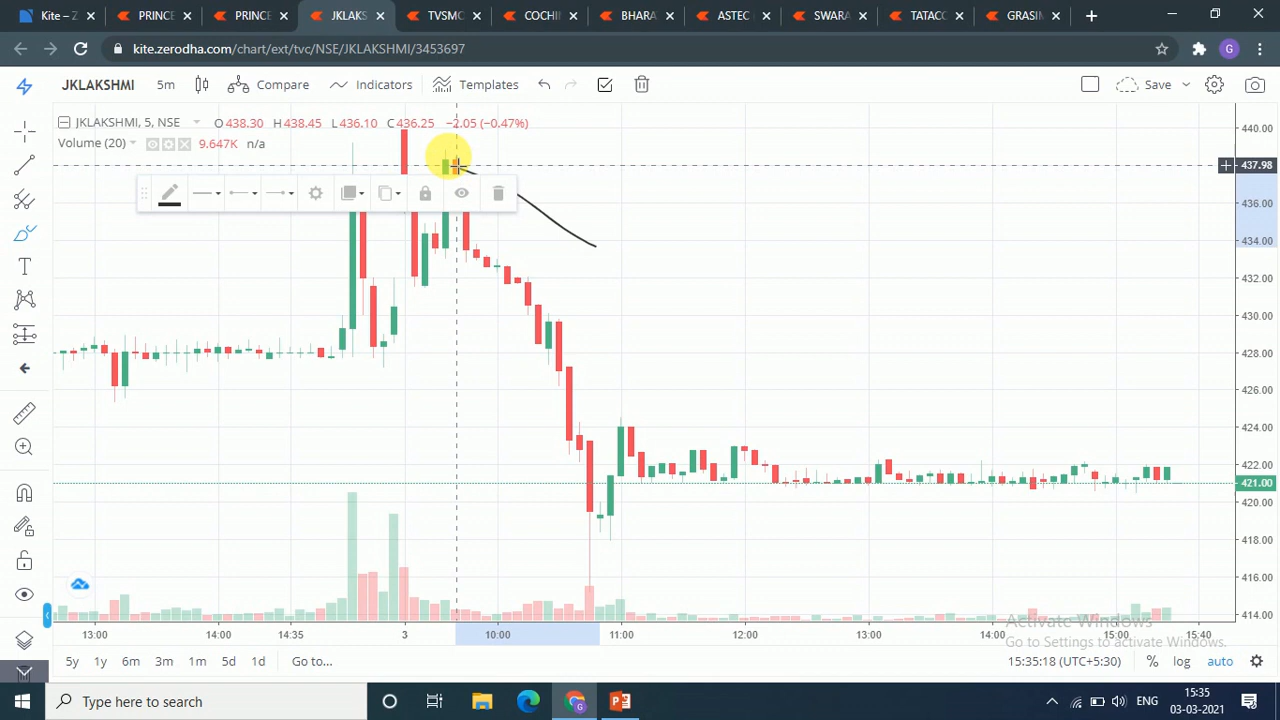 Kite – Z
PRINCE
PRINCE
JKLAKS
TVSMC
COCHIN
BHARA
ASTEC (
SWARA
TATACC
GRASIM
kite.zerodha.com/chart/ext/tvc/NSE/JKLAKSHMI/3453697
G
JKLAKSHMI 5m Compare Indicators Templates Save
JKLAKSHMI, 5, NSE O438.30 H438.45 L436.10 C436.25 −2.05 (−0.47%)
Volume (20) 9.647K n/a
440.00
437.98
436.00
434.00
432.00
430.00
428.00
426.00
424.00
422.00
421.00
420.00
418.00
416.00
414.00
13:00 14:00 14:35 3 10:00 11:00 12:00 13:00 14:00 15:00 15:40
Activate Windows
Go to Settings to activate Windows.
5y 1y 6m 3m 1m 5d 1d Go to... 15:35:18 (UTC+5:30) % log auto
Type here to search
ENG
15:35
03-03-2021